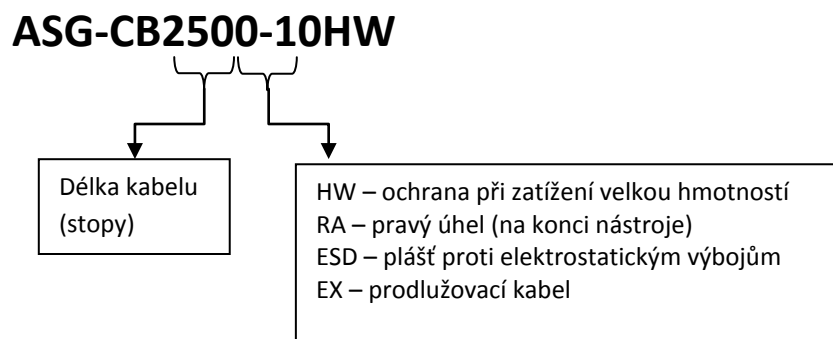 ASG-CB2500-10HW
Délka kabelu
(stopy)
HW – ochrana při zatížení velkou hmotností
RA – pravý úhel (na konci nástroje)
ESD – plášť proti elektrostatickým výbojům
EX – prodlužovací kabel